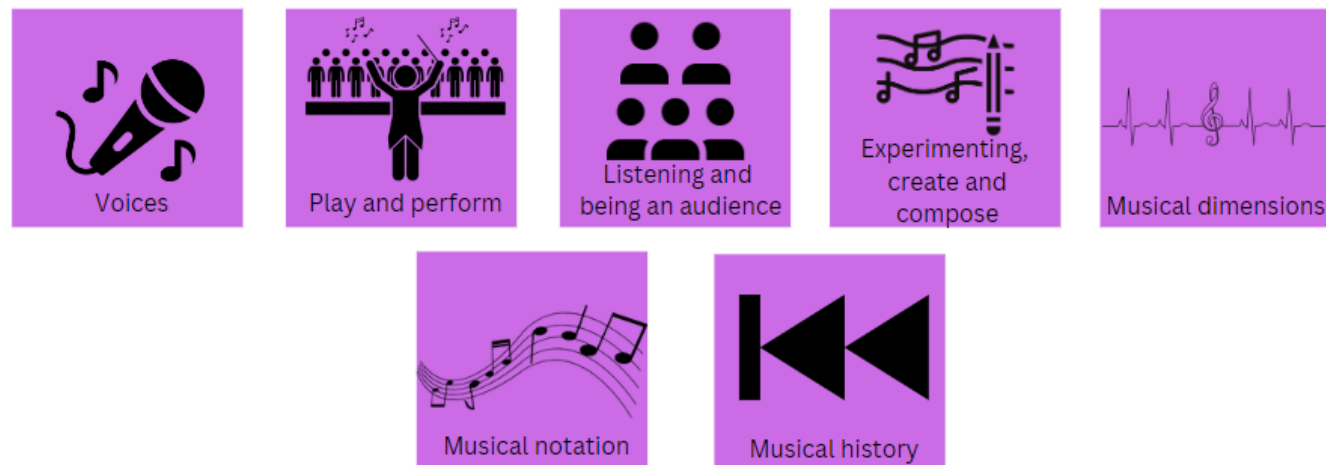 Voices
Play and perform
Listening and
being an audience
Experimenting,
create and
compose
Musical dimensions
Musical notation
Musical history